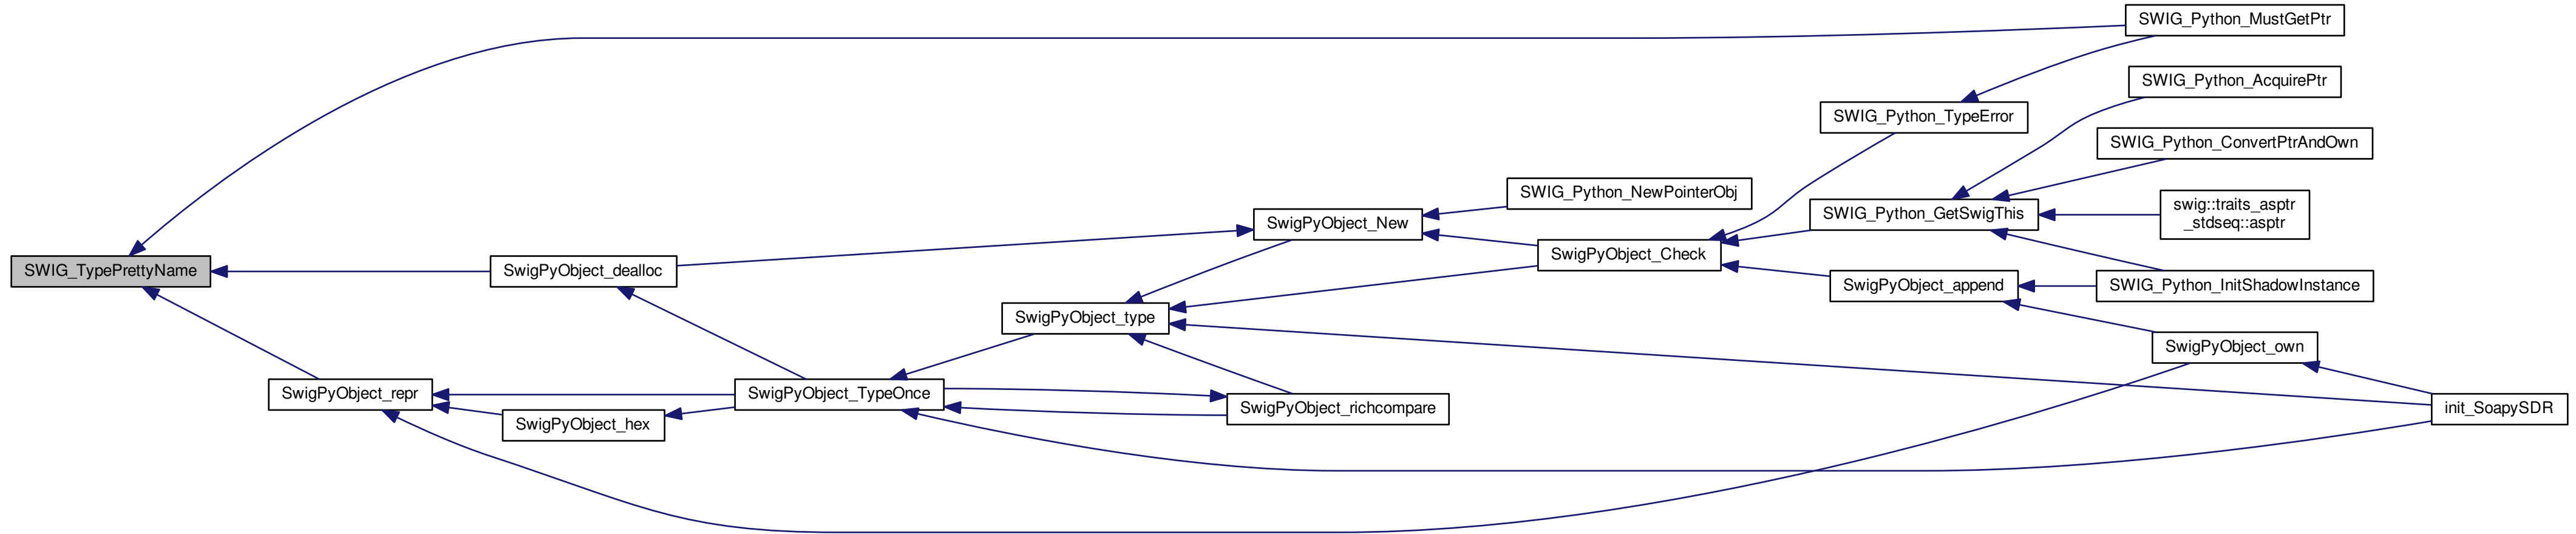 SWIG_Python_MustGetPtr
SWIG_Python_AcquirePtr
SWIG_Python_TypeError
SWIG_Python_ConvertPtrAndOwn
SWIG_Python_NewPointerObj
swig::traits_asptr
_stdseq::asptr
SWIG_Python_GetSwigThis
SwigPyObject_New
SwigPyObject_Check
SWIG_TypePrettyName
SwigPyObject_dealloc
SwigPyObject_append
SWIG_Python_InitShadowInstance
SwigPyObject_type
SwigPyObject_own
SwigPyObject_repr
SwigPyObject_TypeOnce
SwigPyObject_richcompare
init_SoapySDR
SwigPyObject_hex